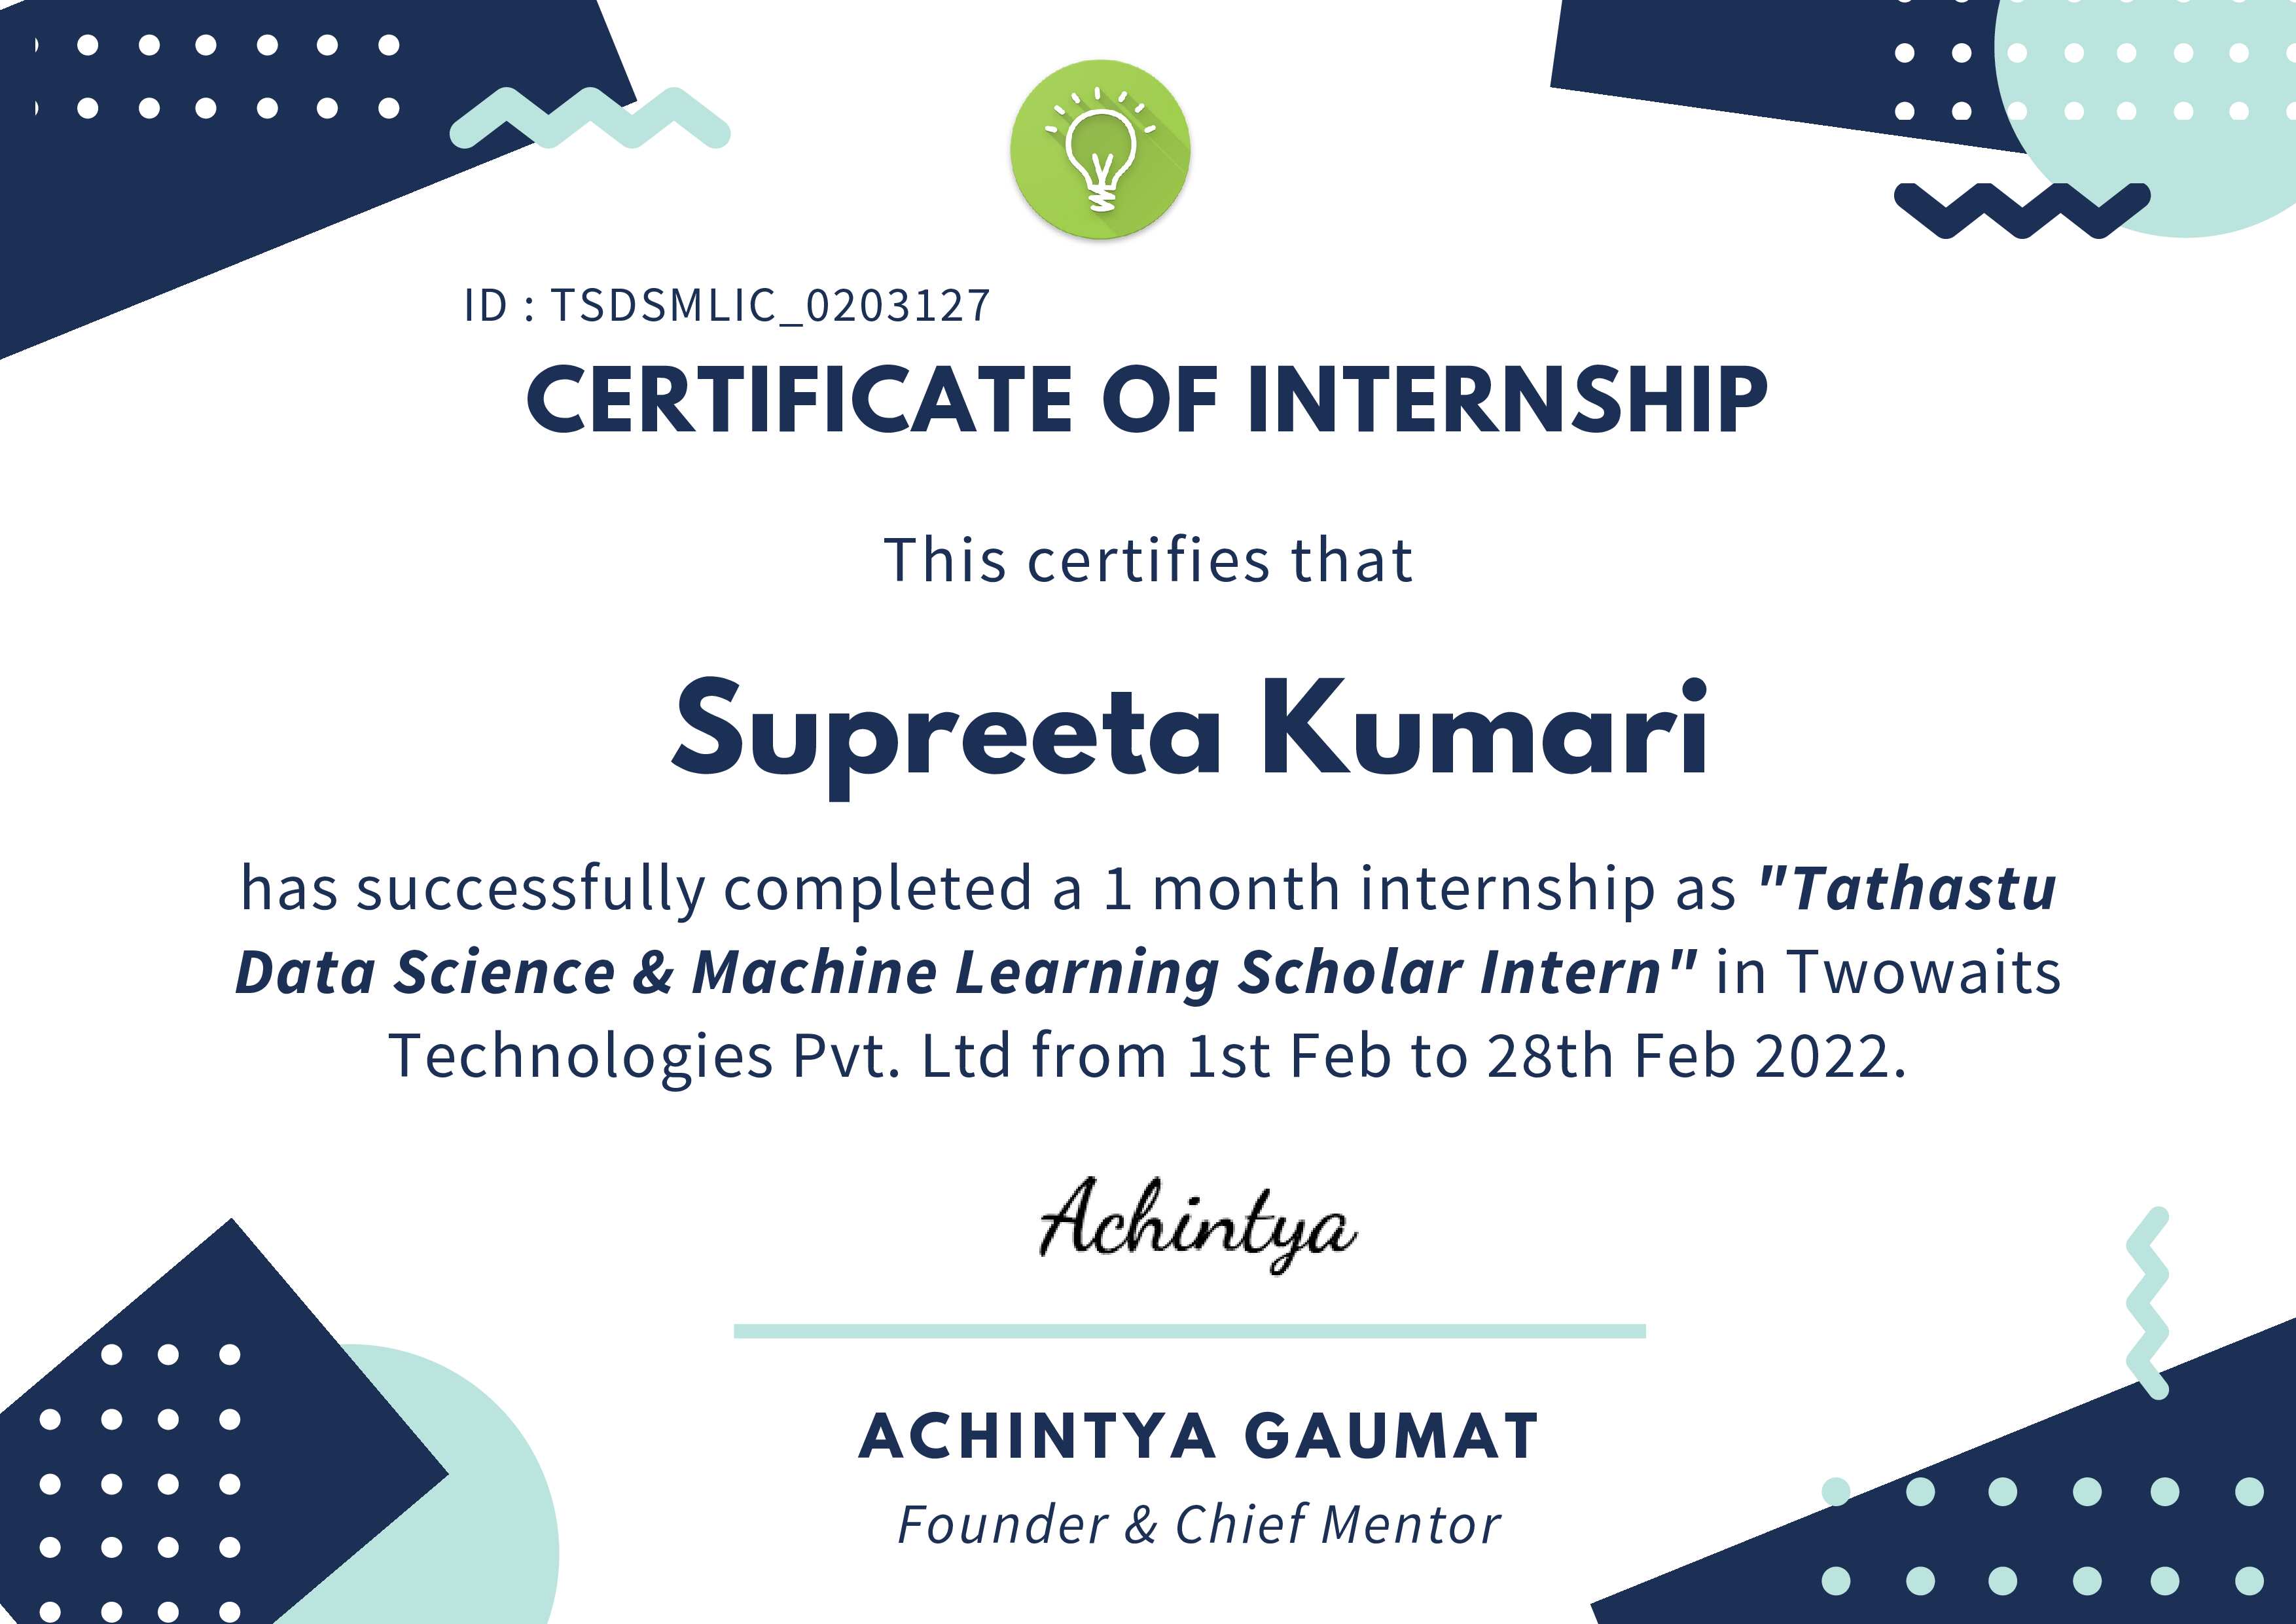 ID : TSDSMLIC_0203127
CERTIFICATE OF INTERNSHIP
This certifies that
Supreeta Kumari
has successfully completed a 1 month internship as "Tathastu
Data Science & Machine Learning Scholar Intern" in Twowaits
Technologies Pvt. Ltd from 1st Feb to 28th Feb 2022.
Achintya
ACHINTYA GAUMAT
Founder & Chief Mentor